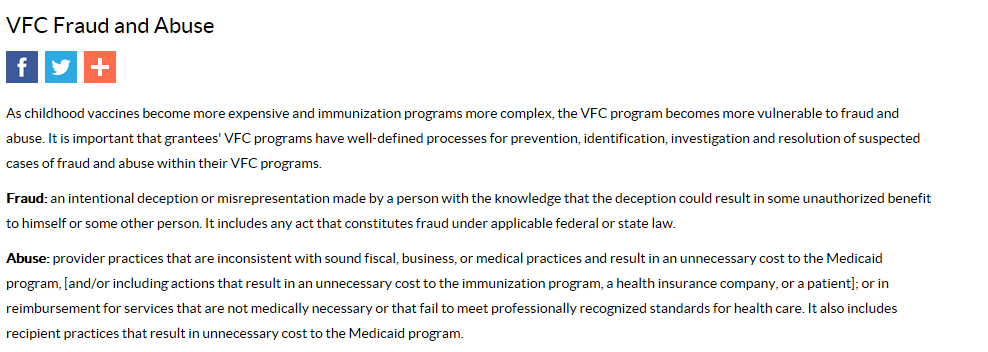 VFC Fraud and Abuse
f
As childhood vaccines become more expensive and immunization programs more complex, the VFC program becomes more vulnerable to fraud and
abuse. It is important that grantees' VFC programs have well-defined processes for prevention, identification, investigation and resolution of suspected
cases of fraud and abuse within their VFC programs.
Fraud: an intentional deception or misrepresentation made by a person with the knowledge that the deception could result in some unauthorized benefit
to himself or some other person. It includes any act that constitutes fraud under applicable federal or state law.
Abuse: provider practices that are inconsistent with sound fiscal, business, or medical practices and result in an unnecessary cost to the Medicaid
program, [and/or including actions that result in an unnecessary cost to the immunization program, a health insurance company, or a patient]; or in
reimbursement for services that are not medically necessary or that fail to meet professionally recognized standards for health care. It also includes
recipient practices that result in unnecessary cost to the Medicaid program.